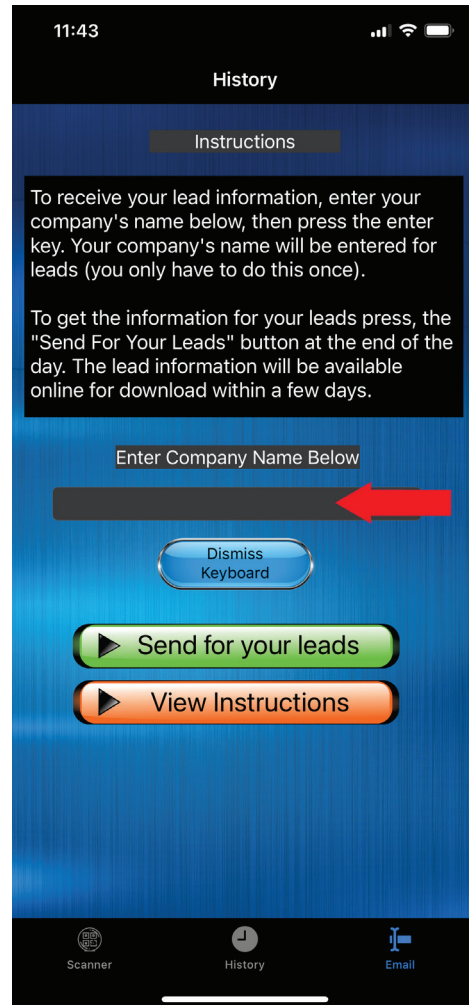 11:43
History
Instructions
To receive your lead information, enter your
company's name below, then press the enter
key. Your company's name will be entered for
leads (you only have to do this once).
To get the information for your leads press, the
"Send For Your Leads" button at the end of the
day. The lead information will be available
online for download within a few days.
Enter Company Name Below
Dismiss
Keyboard
Send for your leads
View Instructions
Scanner
History
Email